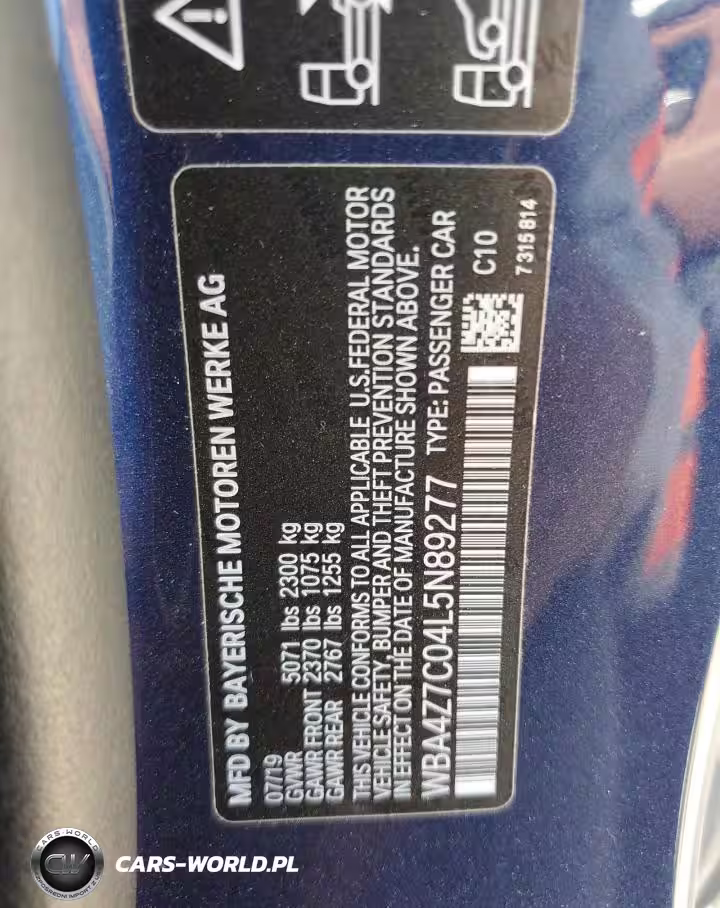 MFD BY BAYERISCHE MOTOREN WERKE AG
07/19
GVWR 5071 lbs 2300 kg
GAWR FRONT 2370 lbs 1075 kg
GAWR REAR 2767 lbs 1255 kg
THIS VEHICLE CONFORMS TO ALL APPLICABLE U.S.FEDERAL MOTOR
VEHICLE SAFETY, BUMPER AND THEFT PREVENTION STANDARDS
IN EFFECT ON THE DATE OF MANUFACTURE SHOWN ABOVE.
WBA4Z7C04L5N89277 TYPE: PASSENGER CAR
C10
7 315 814
CARS-WORLD
CW
CARS-WORLD.PL